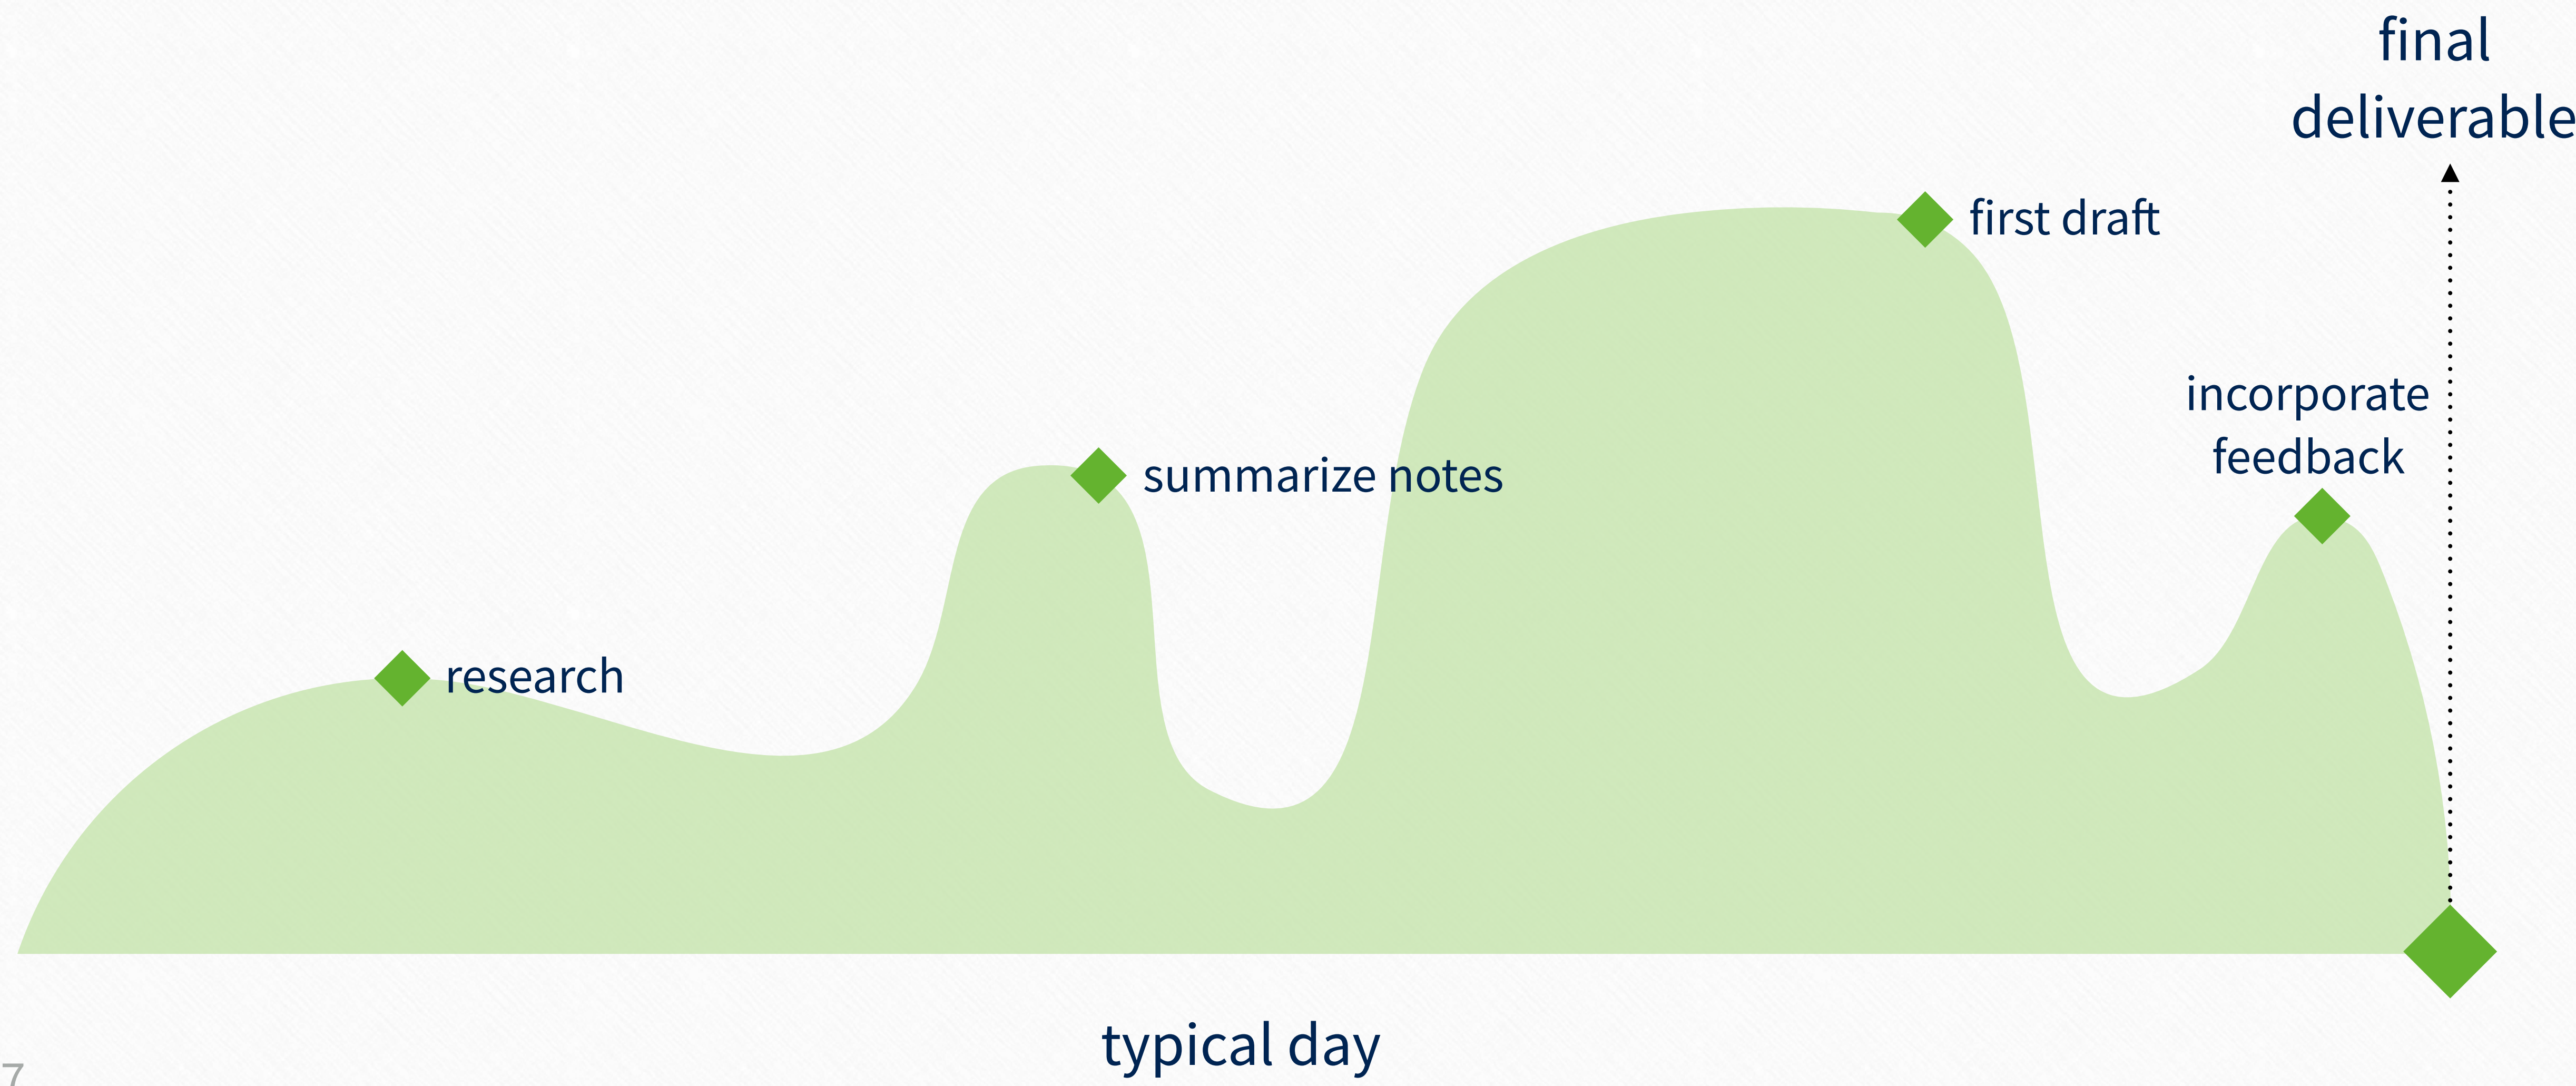 final
deliverable
first draft
incorporate
feedback
summarize notes
research
typical day
7